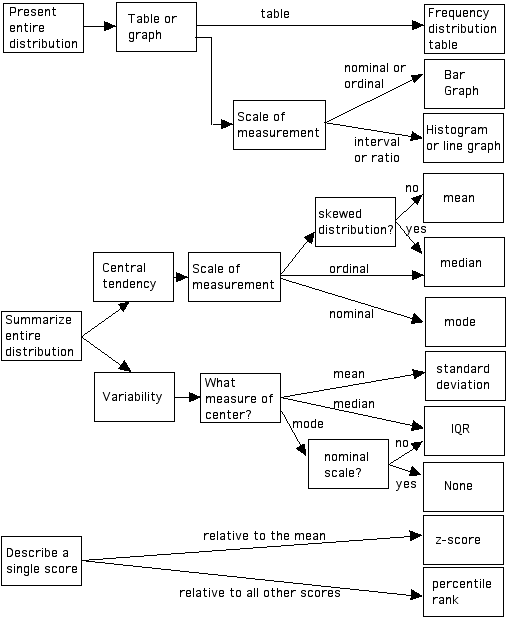 Present
entire
distribution
Table or
graph
table
Frequency
distribution
table
nominal or
ordinal
Bar
Graph
Scale of
measurement
interval
or ratio
Histogram
or line graph
skewed
distribution?
no
mean
yes
median
Central
tendency
Scale of
measurement
ordinal
nominal
mode
Summarize
entire
distribution
Variability
What
measure of
center?
mean
standard
deviation
median
IQR
mode
nominal
scale?
no
yes
None
Describe a
single score
relative to the mean
z-score
relative to all other scores
percentile
rank